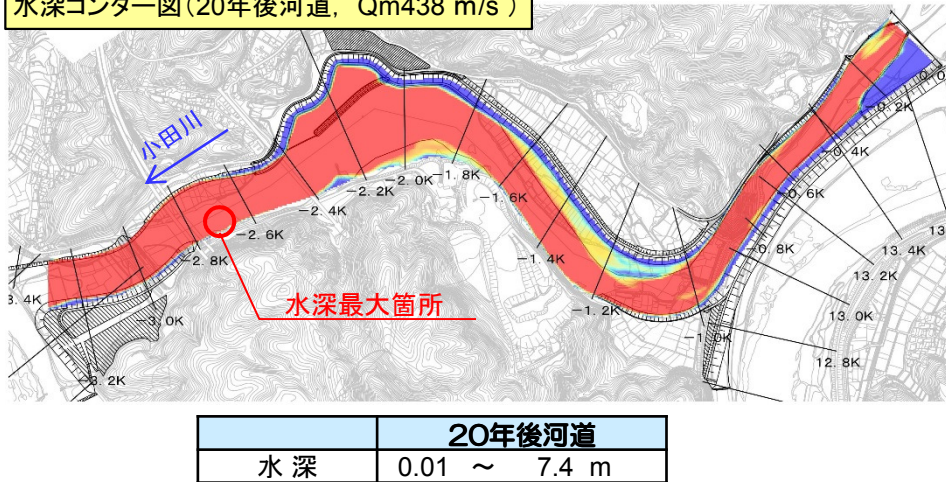 水深コンター図(20年後河道, Qm438 m/s )
小田川
-0.2K
-0.4K
-0.6K
-0.8K
-1.0K
-1.2K
-1.4K
-1.6K
-1.8K
-2.0K
-2.2K
-2.4K
-2.6K
-2.8K
-3.0K
-3.2K
3.4K
13.4K
13.2K
13.0K
12.8K
水深最大箇所
20年後河道
水 深 0.01 ～ 7.4 m